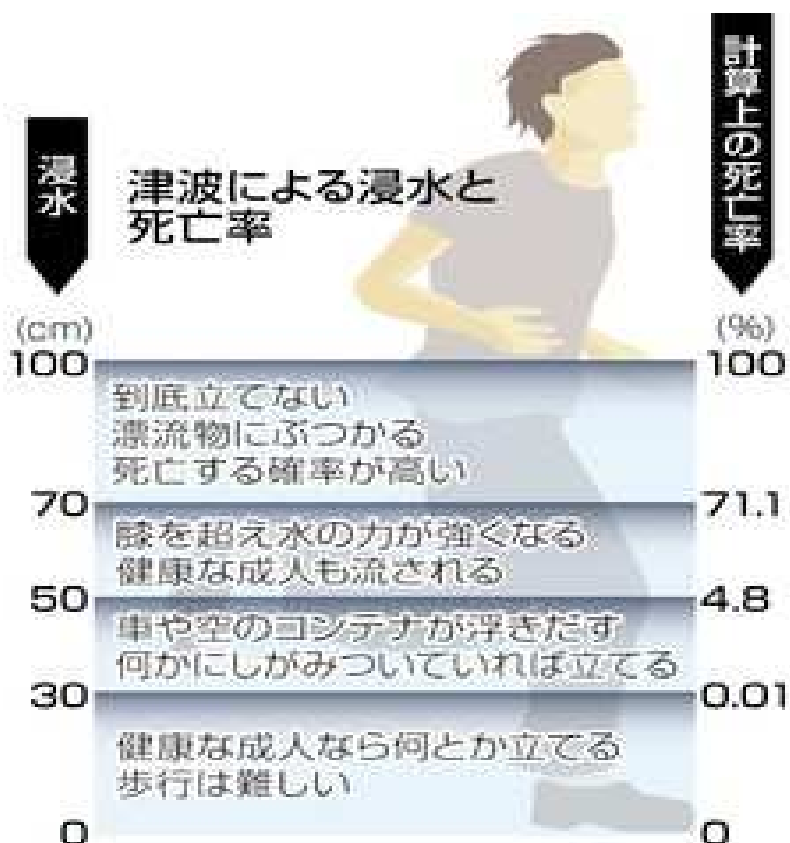 計算上の死亡率
浸水
津波による浸水と
死亡率
(cm)
(%)
100
100
到底立てない
漂流物にぶつかる
死亡する確率が高い
70
71.1
膝を超え水の力が強くなる
健康な成人も流される
50
4.8
車や空のコンテナが浮きだす
何かにしがみついていれば立てる
30
0.01
健康な成人なら何とか立てる
歩行は難しい
0
0